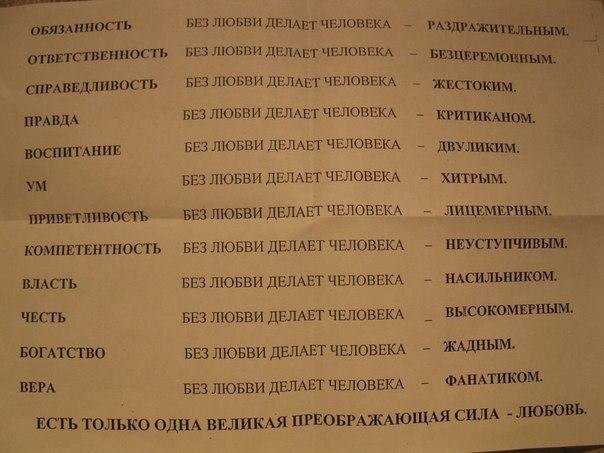 ОБЯЗАННОСТЬ БЕЗ ЛЮБВИ ДЕЛАЕТ ЧЕЛОВЕКА – РАЗДРАЖИТЕЛЬНЫМ.
ОТВЕТСТВЕННОСТЬ БЕЗ ЛЮБВИ ДЕЛАЕТ ЧЕЛОВЕКА – БЕЗЦЕРЕМОННЫМ.
СПРАВЕДЛИВОСТЬ БЕЗ ЛЮБВИ ДЕЛАЕТ ЧЕЛОВЕКА – ЖЕСТОКИМ.
ПРАВДА БЕЗ ЛЮБВИ ДЕЛАЕТ ЧЕЛОВЕКА – КРИТИКАНОМ.
ВОСПИТАНИЕ БЕЗ ЛЮБВИ ДЕЛАЕТ ЧЕЛОВЕКА – ДВУЛИКИМ.
УМ БЕЗ ЛЮБВИ ДЕЛАЕТ ЧЕЛОВЕКА – ХИТРЫМ.
ПРИВЕТЛИВОСТЬ БЕЗ ЛЮБВИ ДЕЛАЕТ ЧЕЛОВЕКА – ЛИЦЕМЕРНЫМ.
КОМПЕТЕНТНОСТЬ БЕЗ ЛЮБВИ ДЕЛАЕТ ЧЕЛОВЕКА – НЕУСТУПЧИВЫМ.
ВЛАСТЬ БЕЗ ЛЮБВИ ДЕЛАЕТ ЧЕЛОВЕКА – НАСИЛЬНИКОМ.
ЧЕСТЬ БЕЗ ЛЮБВИ ДЕЛАЕТ ЧЕЛОВЕКА _ ВЫСОКОМЕРНЫМ.
БОГАТСТВО БЕЗ ЛЮБВИ ДЕЛАЕТ ЧЕЛОВЕКА – ЖАДНЫМ.
ВЕРА БЕЗ ЛЮБВИ ДЕЛАЕТ ЧЕЛОВЕКА – ФАНАТИКОМ.
ЕСТЬ ТОЛЬКО ОДНА ВЕЛИКАЯ ПРЕОБРАЖАЮЩАЯ СИЛА - ЛЮБОВЬ.